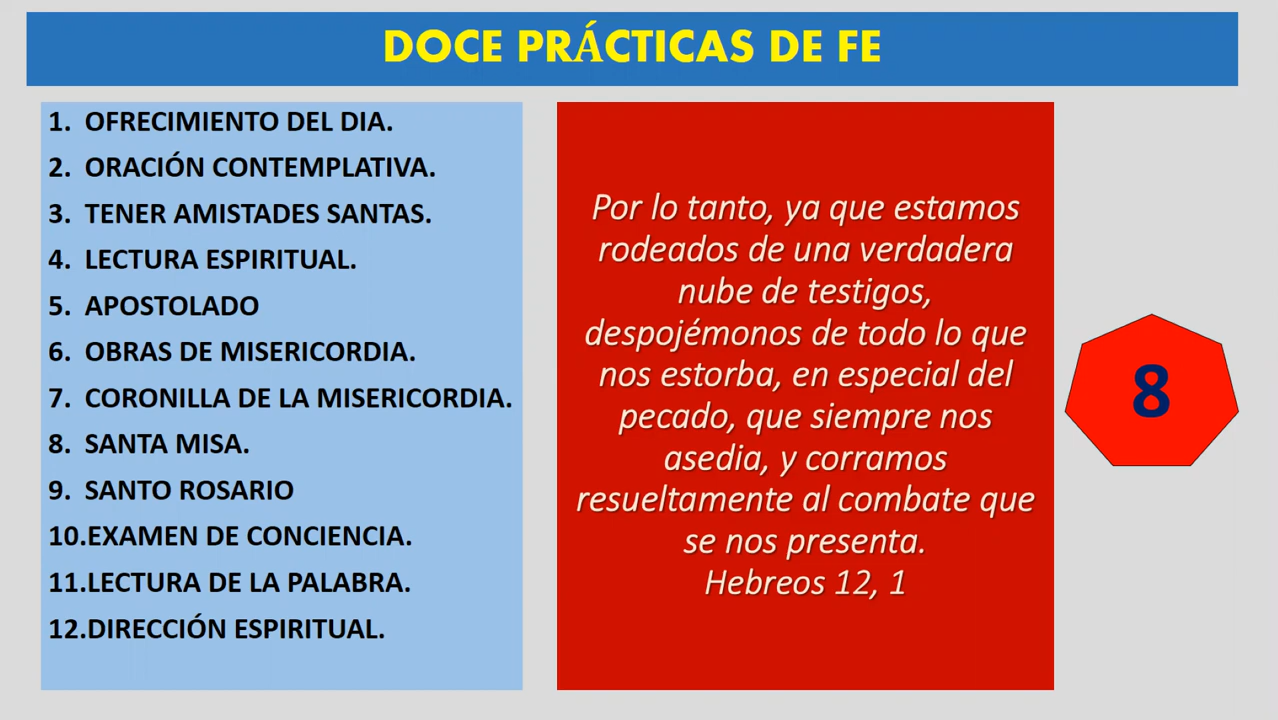 DOCE PRÁCTICAS DE FE
1. OFRECIMIENTO DEL DIA.
2. ORACIÓN CONTEMPLATIVA.
3. TENER AMISTADES SANTAS.
4. LECTURA ESPIRITUAL.
5. APOSTOLADO
6. OBRAS DE MISERICORDIA.
7. CORONILLA DE LA MISERICORDIA.
8. SANTA MISA.
9. SANTO ROSARIO
10.EXAMEN DE CONCIENCIA.
11.LECTURA DE LA PALABRA.
12.DIRECCIÓN ESPIRITUAL.
Por lo tanto, ya que estamos
rodeados de una verdadera
nube de testigos,
despojémonos de todo lo que
nos estorba, en especial del
pecado, que siempre nos
asedia, y corramos
resueltamente al combate que
se nos presenta.
Hebreos 12, 1
8